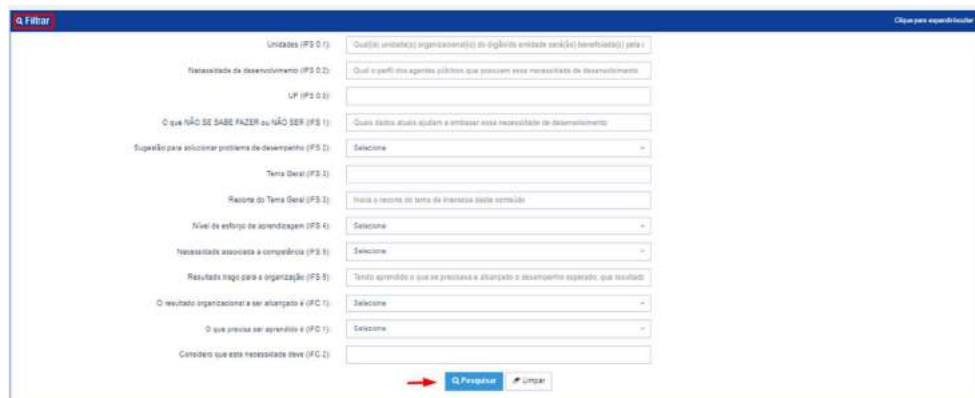 Filtrar
Clique para expandir/ocultar
Unidades (IFS 0.1):
Qual(is) unidade(s) organizacional(is) do órgão/da entidade será(ão) beneficiada(s) pela
Necessidade de desenvolvimento (IFS 0.2):
Qual o perfil dos agentes públicos que possuem essa necessidade de desenvolvimento
UF (IFS 0.3):
O que NÃO SE SABE FAZER ou NÃO SER (IFS 1):
Quais dados atuais ajudam a embasar essa necessidade de desenvolvimento
Sugestão para solucionar problema de desempenho (IFS 2):
Selecione
Tema Geral (IFS 3):
Recorte do Tema Geral (IFS 3):
Insira o recorte do tema de interesse deste conteúdo
Nível de esforço de aprendizagem (IFS 4):
Selecione
Necessidade associada a competência (IFS 5):
Selecione
Resultado trago para a organização (IFS 5):
Tendo aprendido o que se precisava e alcançado o desempenho esperado, que resultado
O resultado organizacional a ser alcançado é (IFC 1):
Selecione
O que precisa ser aprendido é (IFC 1):
Selecione
Considero que esta necessidade deve (IFC 2):
Pesquisar Limpar